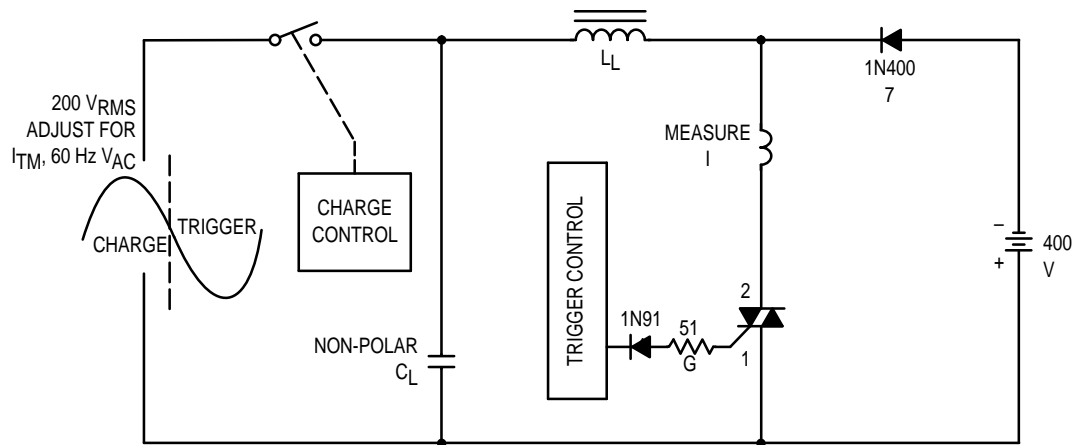 200 VRMS
ADJUST FOR
ITM, 60 Hz VAC
CHARGE
TRIGGER
CHARGE
CONTROL
NON-POLAR
CL
LL
TRIGGER CONTROL
MEASURE
I
1N400
7
1N91
51
G
2
1
–
+
400
V